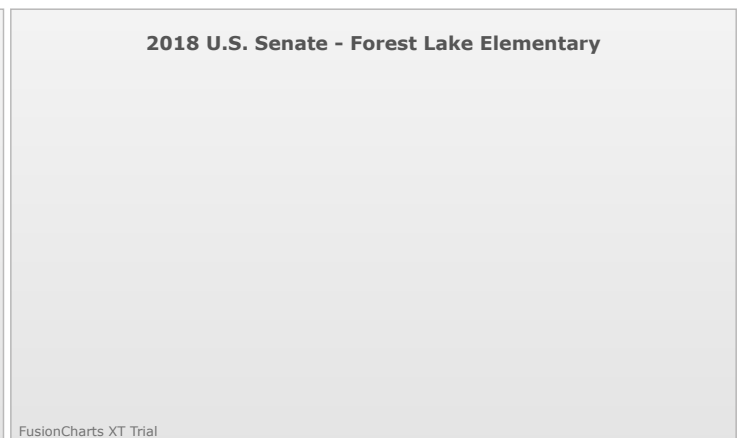 2018 U.S. Senate - Forest Lake Elementary
FusionCharts XT Trial